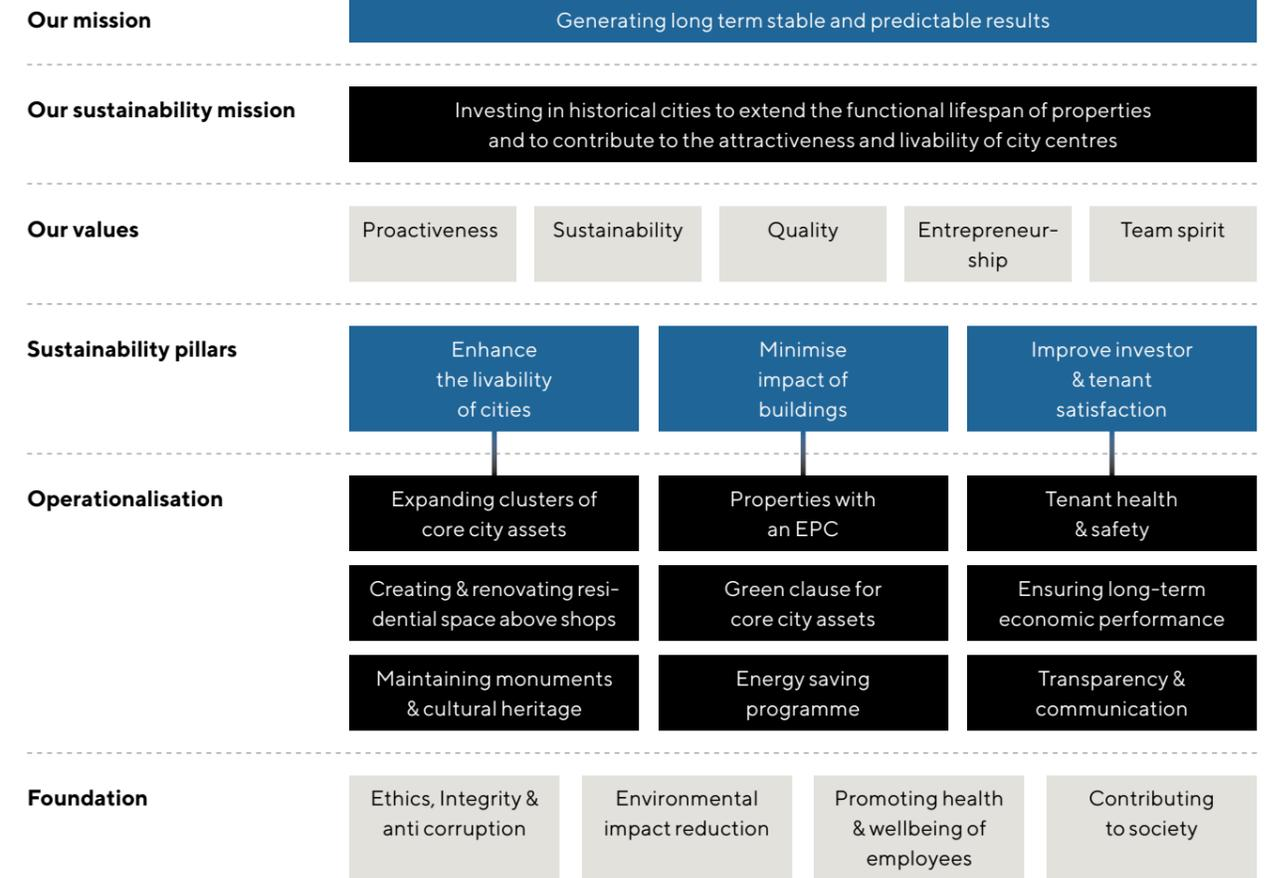 Our mission
Generating long term stable and predictable results
Our sustainability mission
Investing in historical cities to extend the functional lifespan of properties
and to contribute to the attractiveness and livability of city centres
Our values
Proactiveness
Sustainability
Quality
Entrepreneur-
ship
Team spirit
Sustainability pillars
Enhance
the livability
of cities
Minimise
impact of
buildings
Improve investor
& tenant
satisfaction
Operationalisation
Expanding clusters of
core city assets
Properties with
an EPC
Tenant health
& safety
Creating & renovating resi-
dential space above shops
Green clause for
core city assets
Ensuring long-term
economic performance
Maintaining monuments
& cultural heritage
Energy saving
programme
Transparency &
communication
Foundation
Ethics, Integrity &
anti corruption
Environmental
impact reduction
Promoting health
& wellbeing of
employees
Contributing
to society